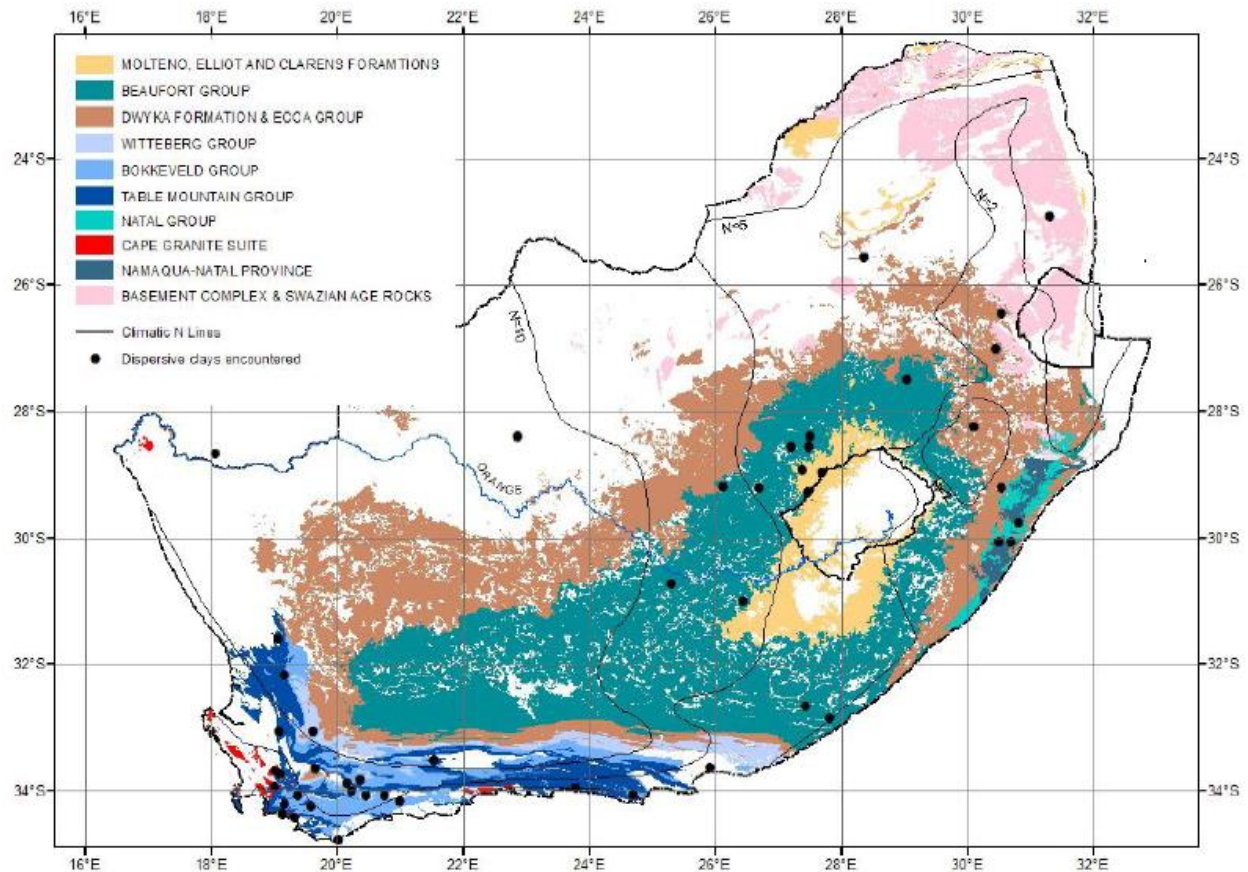 16°E 18°E 20°E 22°E 24°E 26°E 28°E 30°E 32°E
MOLTENO, ELLIOT AND CLARENS FORAMTIONS
BEAUFORT GROUP
DWYKA FORMATION & ECCA GROUP
WITTEBERG GROUP
BOKKEVELD GROUP
TABLE MOUNTAIN GROUP
NATAL GROUP
CAPE GRANITE SUITE
NAMAQUA-NATAL PROVINCE
BASEMENT COMPLEX & SWAZIAN AGE ROCKS
Climatic N Lines
Dispersive clays encountered
24°S 24°S
N=2
N=5
26°S 26°S
N=10
28°S 28°S
ORANGE
30°S 30°S
32°S 32°S
34°S 34°S
16°E 18°E 20°E 22°E 24°E 26°E 28°E 30°E 32°E